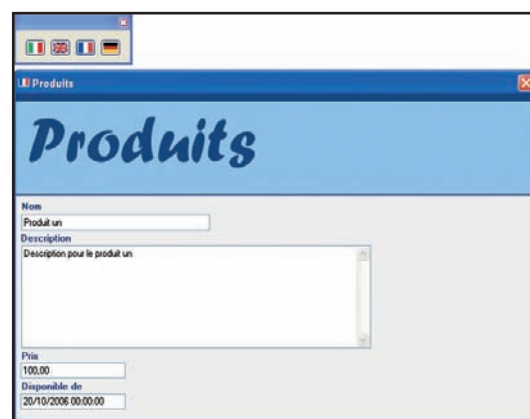 Produits
Produits
Nom
Produit un
Description
Description pour le produit un
Prix
100,00
Disponible de
20/10/2006 00:00:00